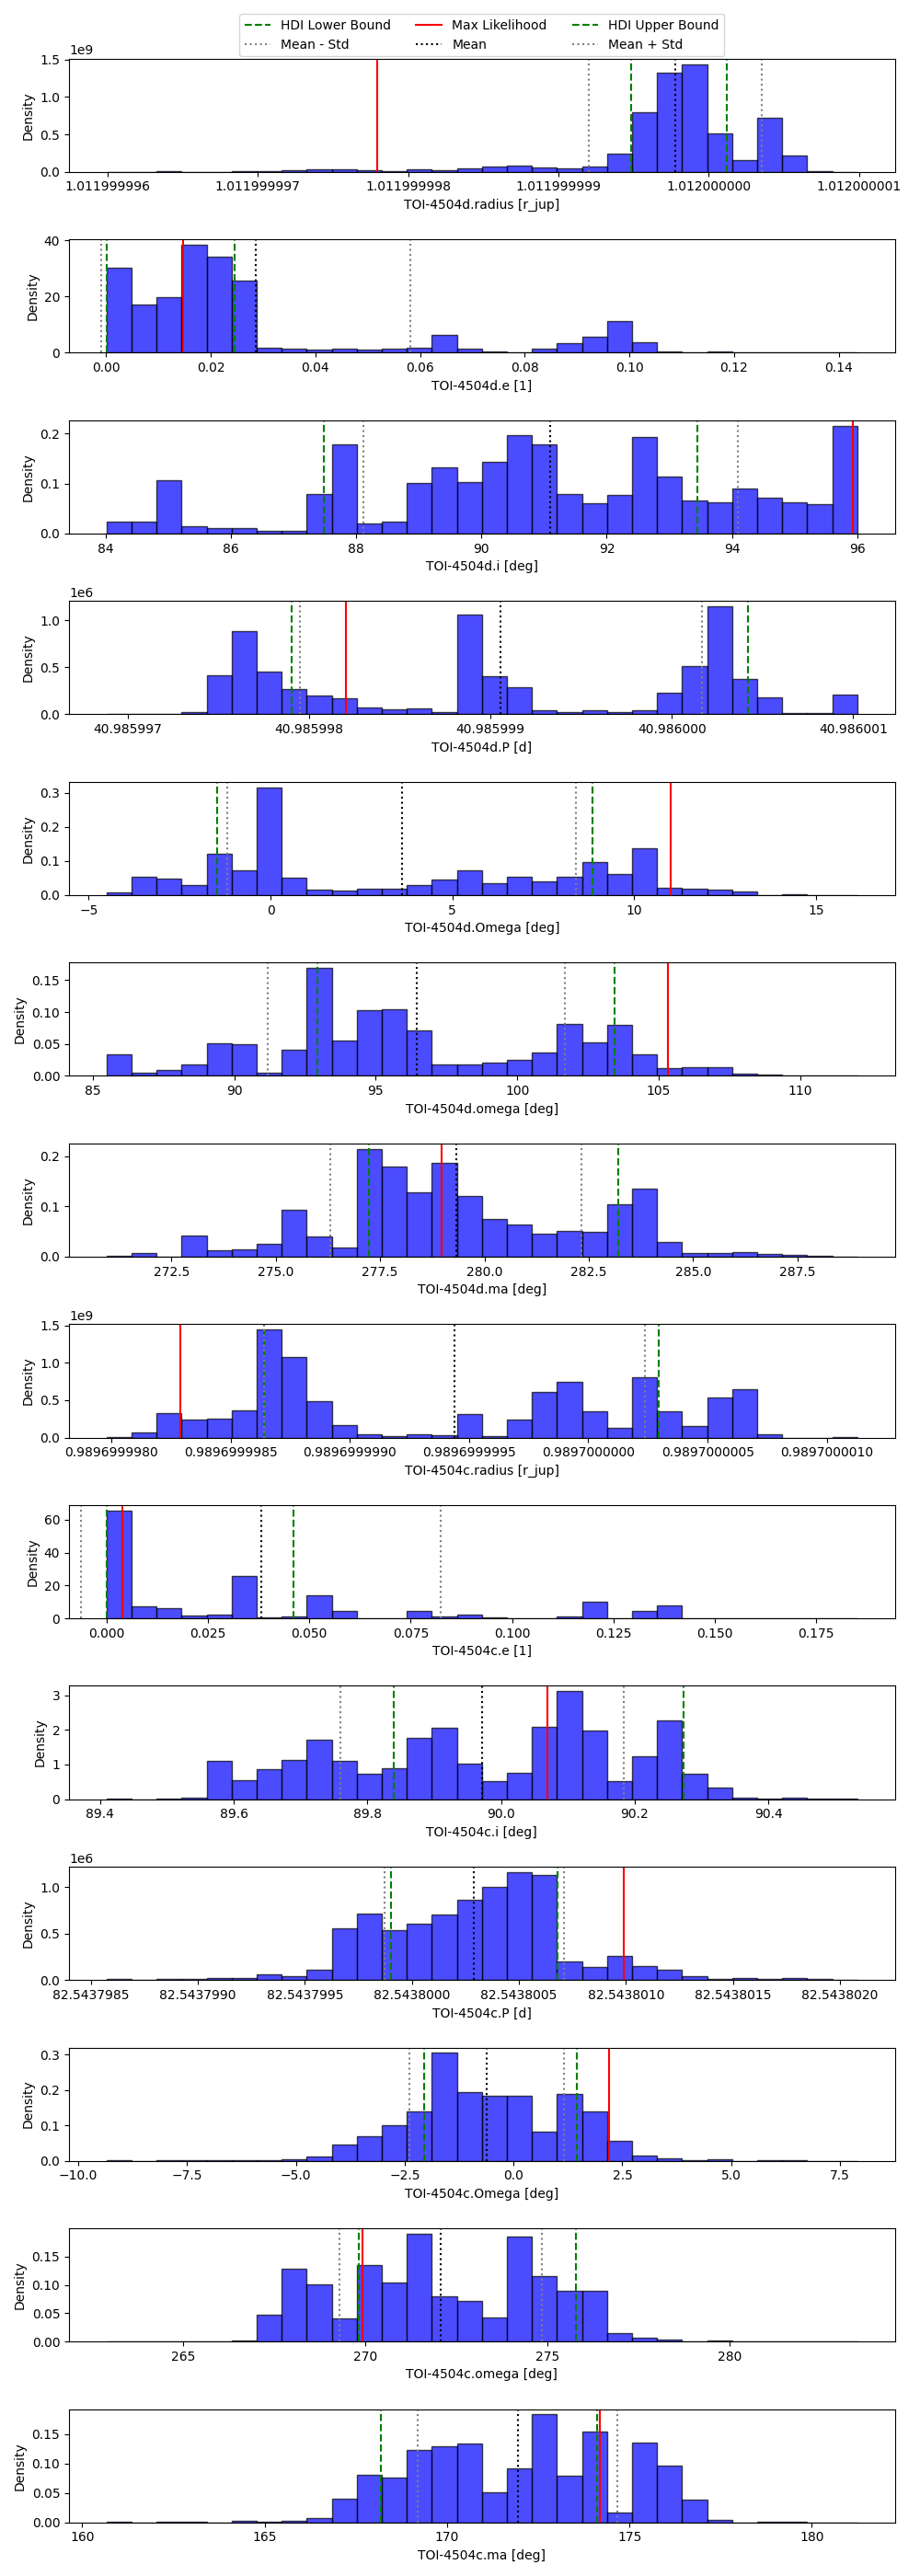 HDI Lower Bound Max Likelihood HDI Upper Bound
Mean - Std Mean Mean + Std
1e9
1.5
1.0
0.5
0.0
Density
1.011999996 1.011999997 1.011999998 1.011999999 1.012000000 1.012000001
TOI-4504d.radius [r_jup]
40
20
0
Density
0.00 0.02 0.04 0.06 0.08 0.10 0.12 0.14
TOI-4504d.e [1]
0.2
0.1
0.0
Density
84 86 88 90 92 94 96
TOI-4504d.i [deg]
1e6
1.0
0.5
0.0
Density
40.985997 40.985998 40.985999 40.986000 40.986001
TOI-4504d.P [d]
0.3
0.2
0.1
0.0
Density
−5 0 5 10 15
TOI-4504d.Omega [deg]
0.15
0.10
0.05
0.00
Density
85 90 95 100 105 110
TOI-4504d.omega [deg]
0.2
0.1
0.0
Density
272.5 275.0 277.5 280.0 282.5 285.0 287.5
TOI-4504d.ma [deg]
1e9
1.5
1.0
0.5
0.0
Density
0.9896999980 0.9896999985 0.9896999990 0.9896999995 0.9897000000 0.9897000005 0.9897000010
TOI-4504c.radius [r_jup]
60
40
20
0
Density
0.000 0.025 0.050 0.075 0.100 0.125 0.150 0.175
TOI-4504c.e [1]
3
2
1
0
Density
89.4 89.6 89.8 90.0 90.2 90.4
TOI-4504c.i [deg]
1e6
1.0
0.5
0.0
Density
82.5437985 82.5437990 82.5437995 82.5438000 82.5438005 82.5438010 82.5438015 82.5438020
TOI-4504c.P [d]
0.3
0.2
0.1
0.0
Density
−10.0 −7.5 −5.0 −2.5 0.0 2.5 5.0 7.5
TOI-4504c.Omega [deg]
0.15
0.10
0.05
0.00
Density
265 270 275 280
TOI-4504c.omega [deg]
0.15
0.10
0.05
0.00
Density
160 165 170 175 180
TOI-4504c.ma [deg]